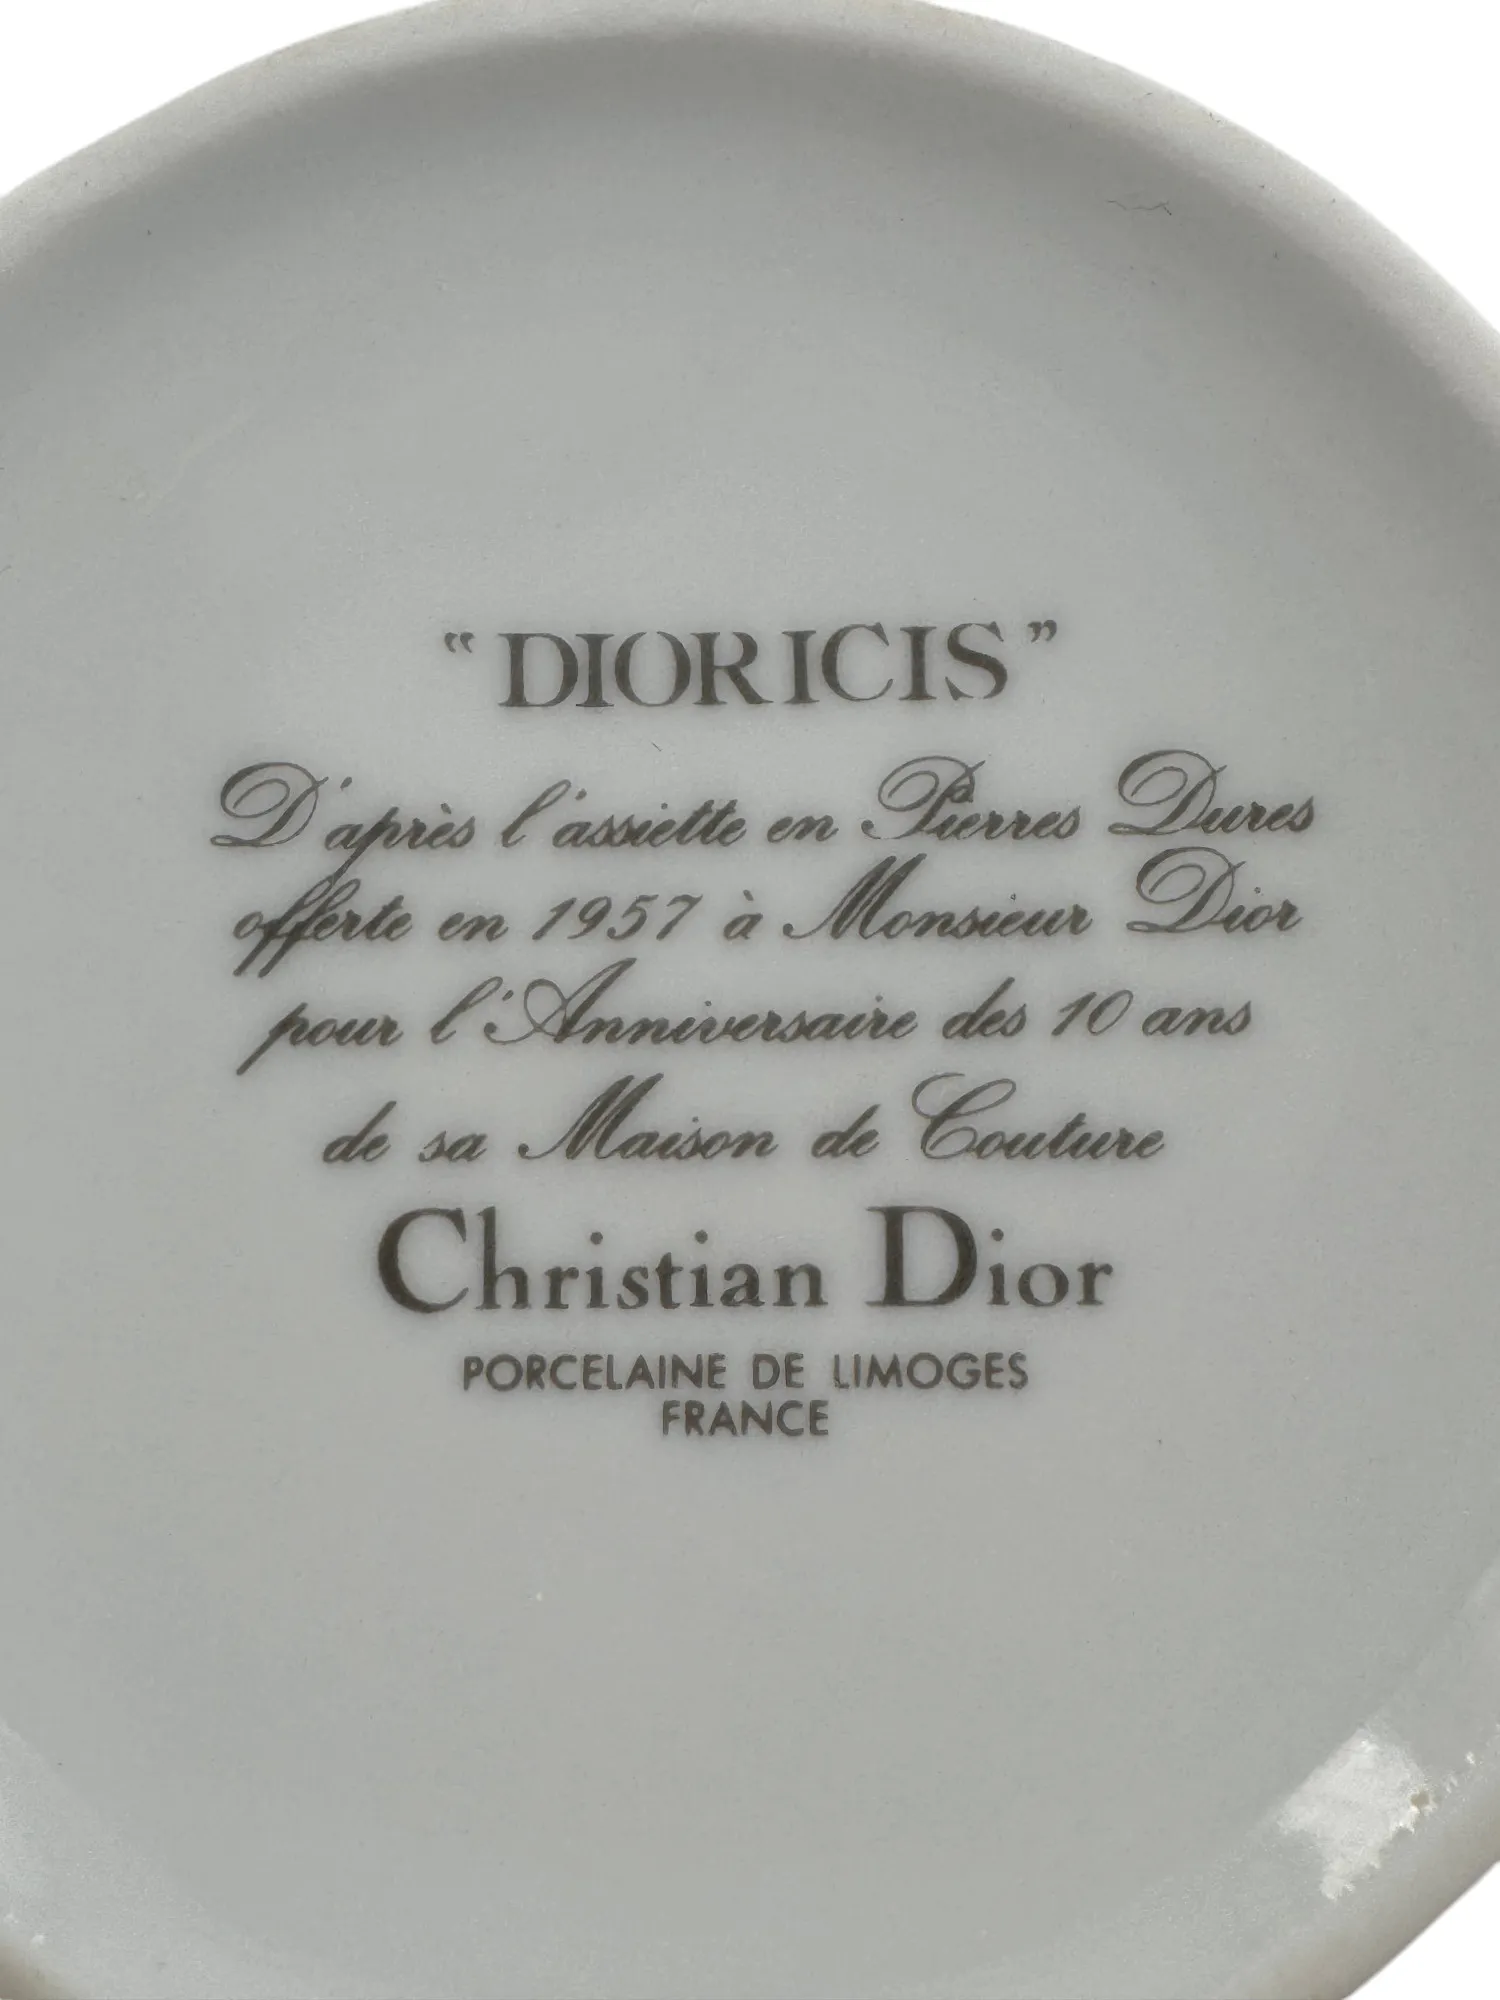 “DIORICIS”
D'après l'assiette en Pierres Dures
offerte en 1957 à Monsieur Dior
pour l'Anniversaire des 10 ans
de sa Maison de Couture
Christian Dior
PORCELAINE DE LIMOGES
FRANCE